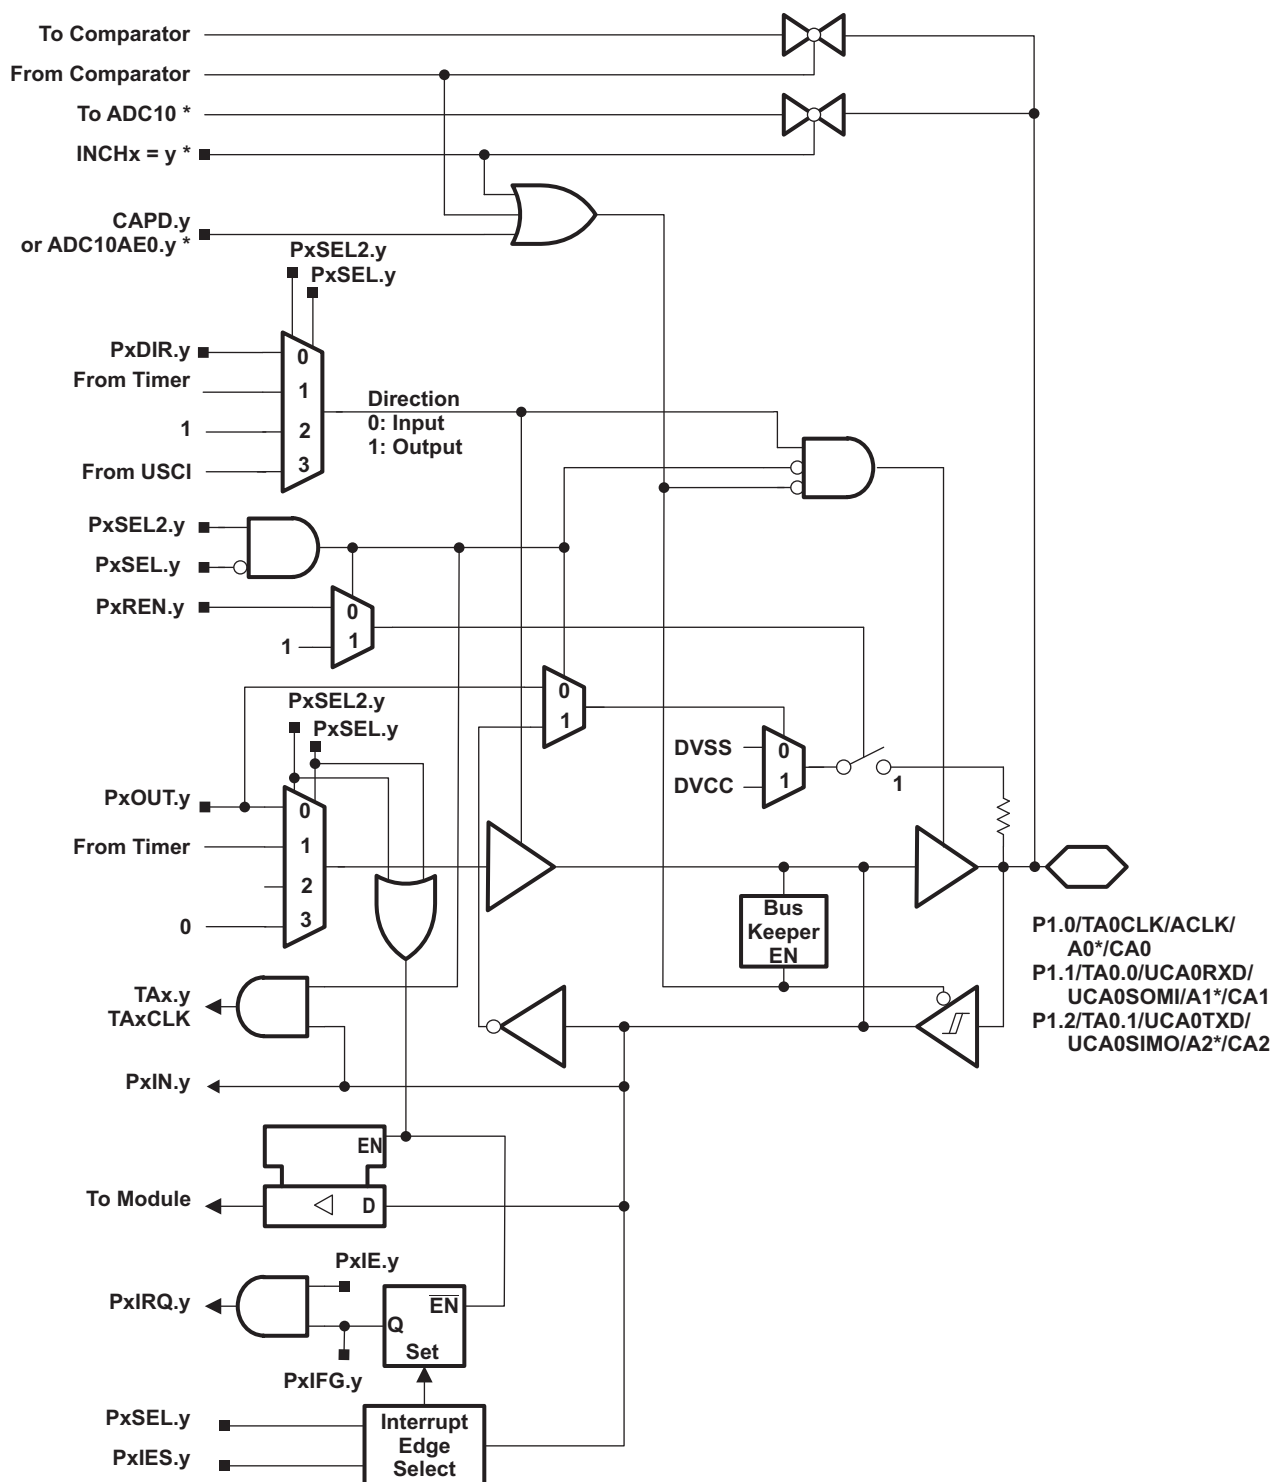 To Comparator
From Comparator
To ADC10 *
INCHx = y *
CAPD.y
or ADC10AE0.y *
PxSEL2.y
PxSEL.y
PxDIR.y
0
From Timer
1
1
2
From USCI
3
Direction
0: Input
1: Output
PxSEL2.y
PxSEL.y
PxREN.y
0
1
1
PxSEL2.y
PxSEL.y
0
1
DVSS
0
DVCC
1
1
PxOUT.y
0
From Timer
1
2
0
3
Bus
Keeper
EN
P1.0/TA0CLK/ACLK/
A0*/CA0
P1.1/TA0.0/UCA0RXD/
UCA0SOMI/A1*/CA1
P1.2/TA0.1/UCA0TXD/
UCA0SIMO/A2*/CA2
TAx.y
TAxCLK
PxIN.y
EN
To Module
D
PxIE.y
PxIRQ.y
EN
Q
Set
PxIFG.y
PxSEL.y
PxIES.y
Interrupt
Edge
Select